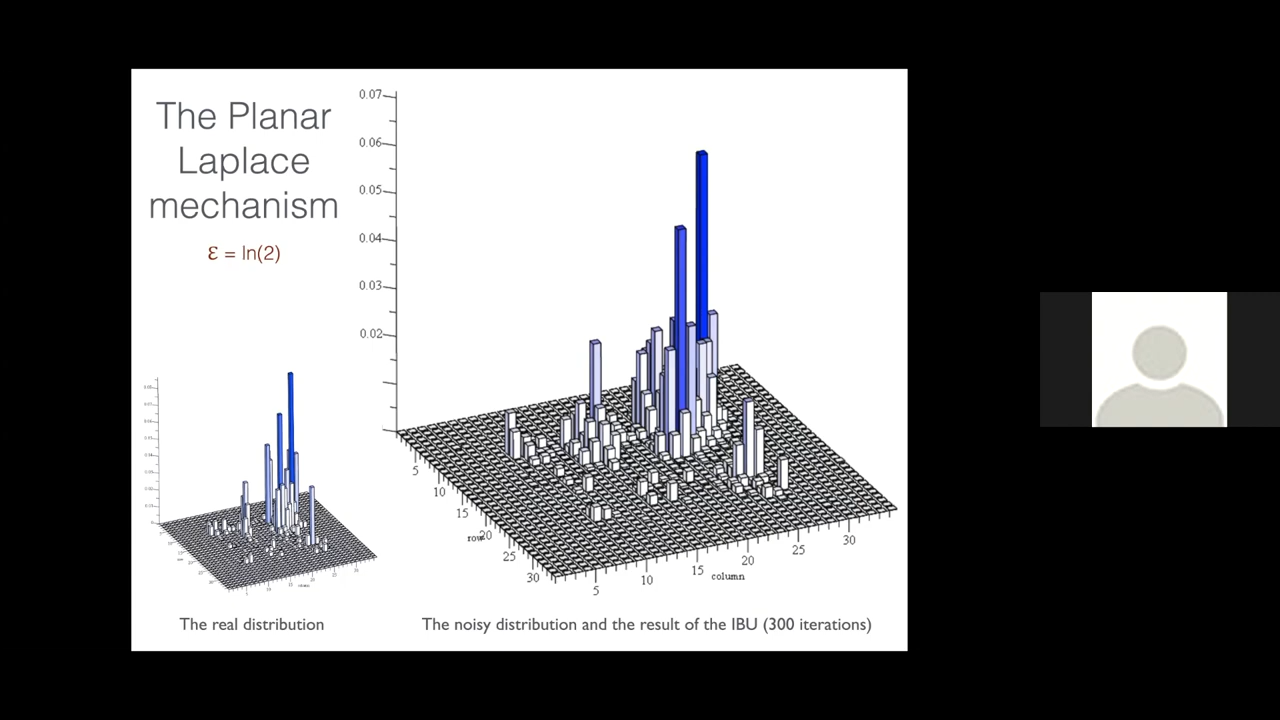 The Planar
Laplace
mechanism
ε = ln(2)
0.07
0.06
0.05
0.04
0.03
0.02
5
10
15
20
25
30
row
5
10
15
20
25
30
column
The real distribution
The noisy distribution and the result of the IBU (300 iterations)